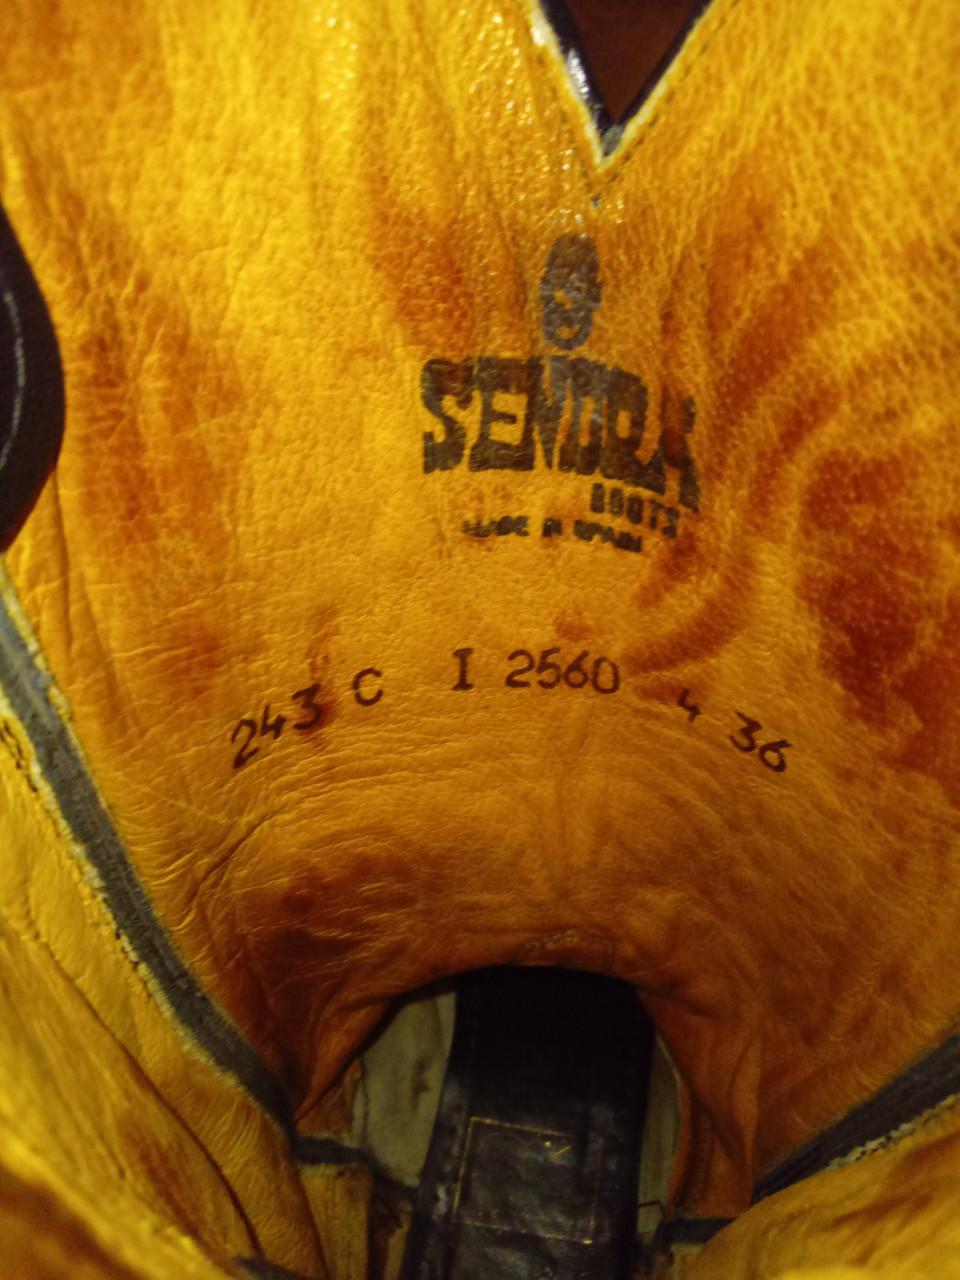 SENDRA
BOOTS
MADE IN SPAIN
243 C I 2560 4 36